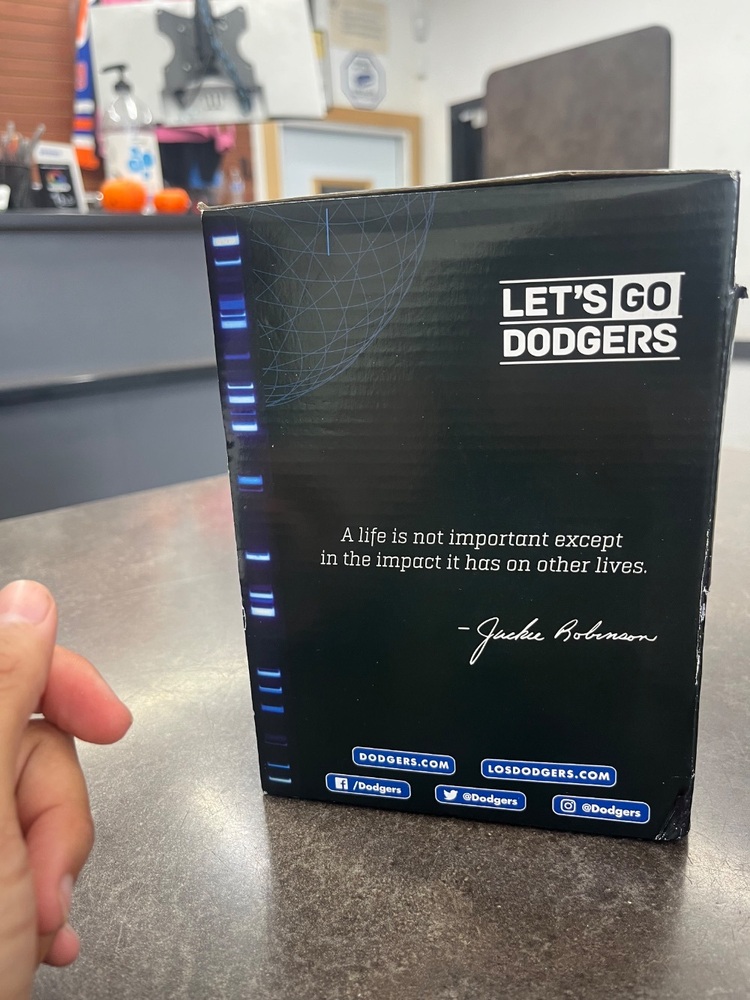 LET'S GO
DODGERS
A life is not important except
in the impact it has on other lives.
- Jackie Robinson
DODGERS.COM
LOSDODGERS.COM
/Dodgers
@Dodgers
@Dodgers